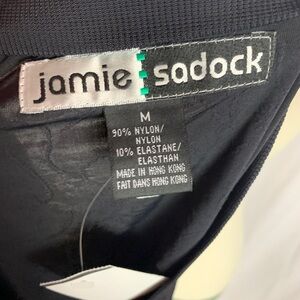 jamie sadock
M
90% NYLON/
NYLON
10% ELASTANE/
ELASTHAN
MADE IN HONG KONG
FAIT DANS HONG KONG